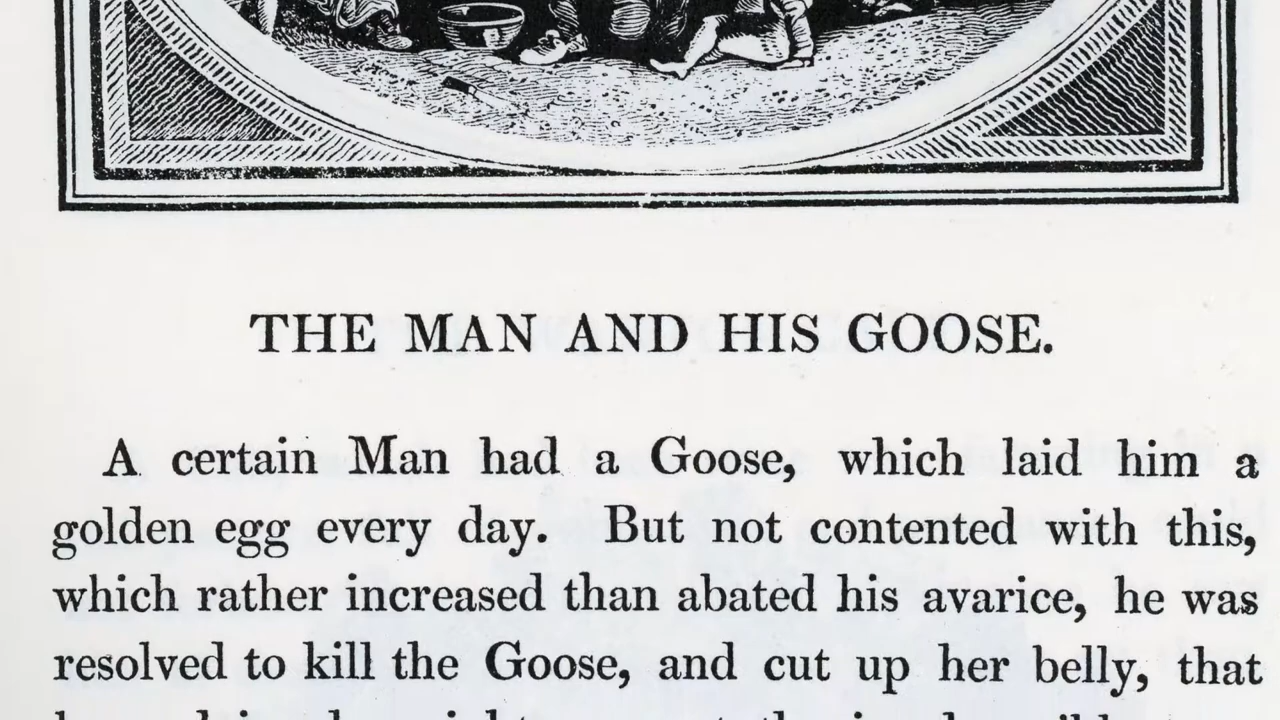 THE MAN AND HIS GOOSE.
A certain Man had a Goose, which laid him a
golden egg every day. But not contented with this,
which rather increased than abated his avarice, he was
resolved to kill the Goose, and cut up her belly, that